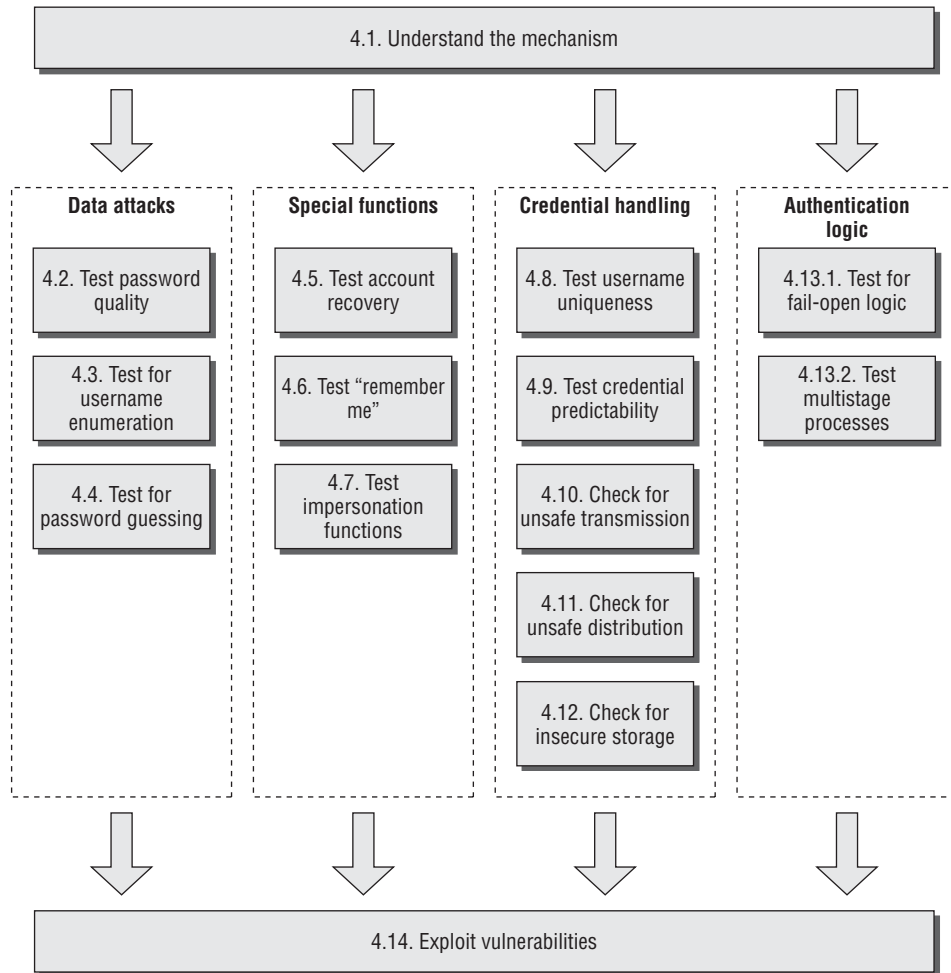 4.1. Understand the mechanism
Data attacks
4.2. Test password
quality
4.3. Test for
username
enumeration
4.4. Test for
password guessing
Special functions
4.5. Test account
recovery
4.6. Test “remember
me”
4.7. Test
impersonation
functions
Credential handling
4.8. Test username
uniqueness
4.9. Test credential
predictability
4.10. Check for
unsafe transmission
4.11. Check for
unsafe distribution
4.12. Check for
insecure storage
Authentication
logic
4.13.1. Test for
fail-open logic
4.13.2. Test
multistage
processes
4.14. Exploit vulnerabilities